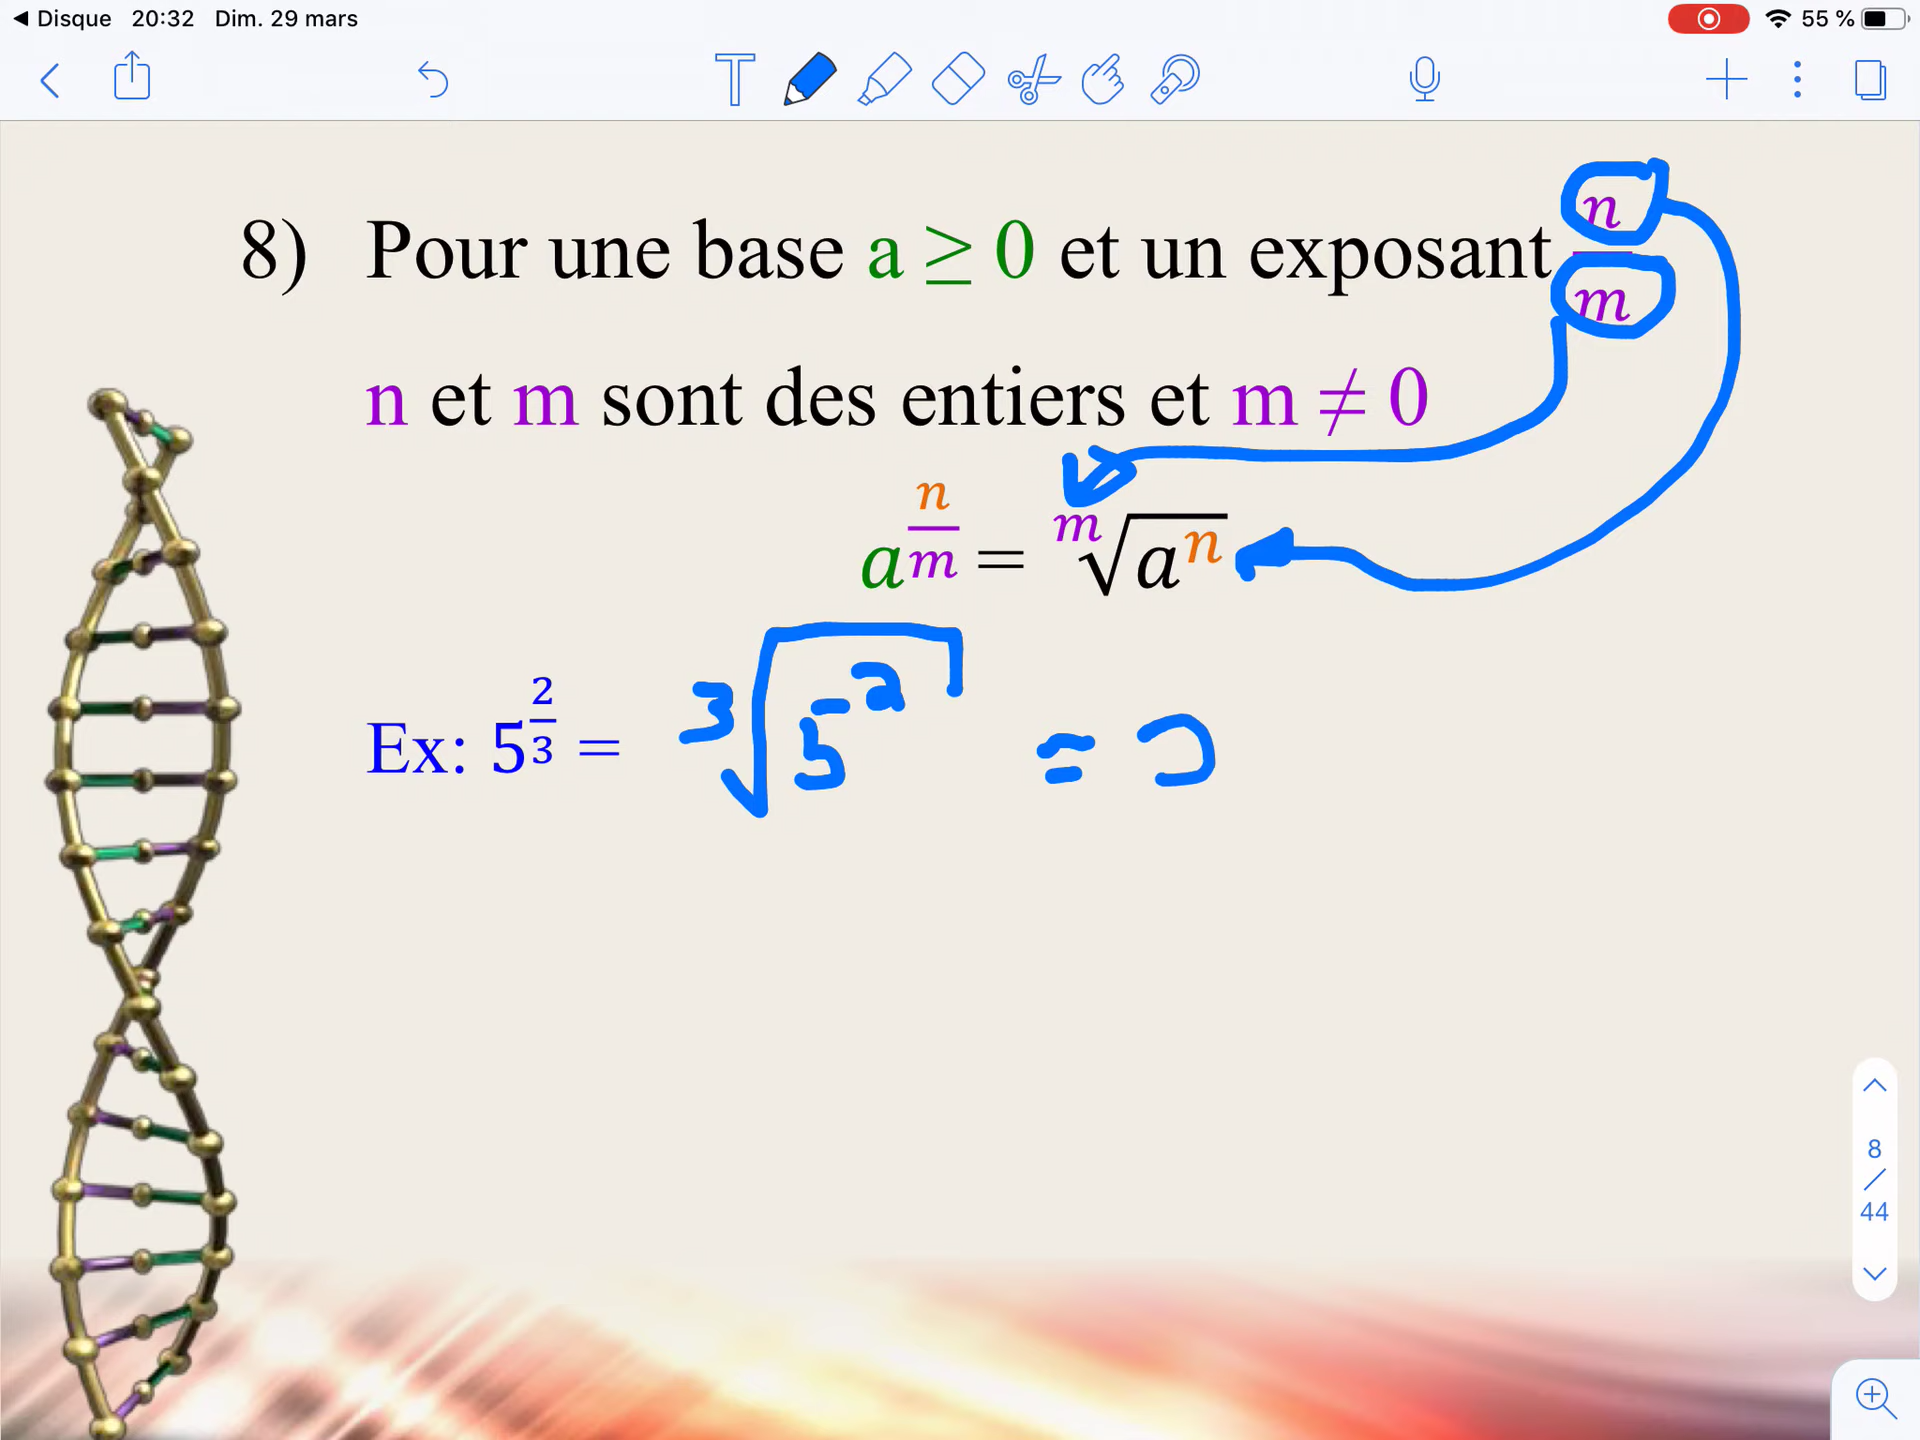 Disque 20:32 Dim. 29 mars 55 %
8) Pour une base a ≥ 0 et un exposant n/m
n et m sont des entiers et m ≠ 0
a^(n/m) = ᵐ√(aⁿ)
Ex: 5^(2/3) = ³√(5²) =
8
/
44